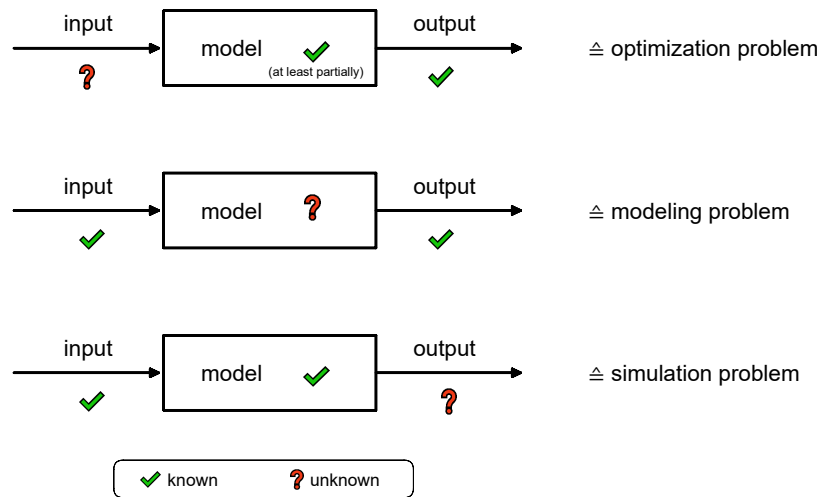 input
model
(at least partially)
output
≙ optimization problem
?
input
model
?
output
≙ modeling problem
input
model
output
≙ simulation problem
?
known
? unknown